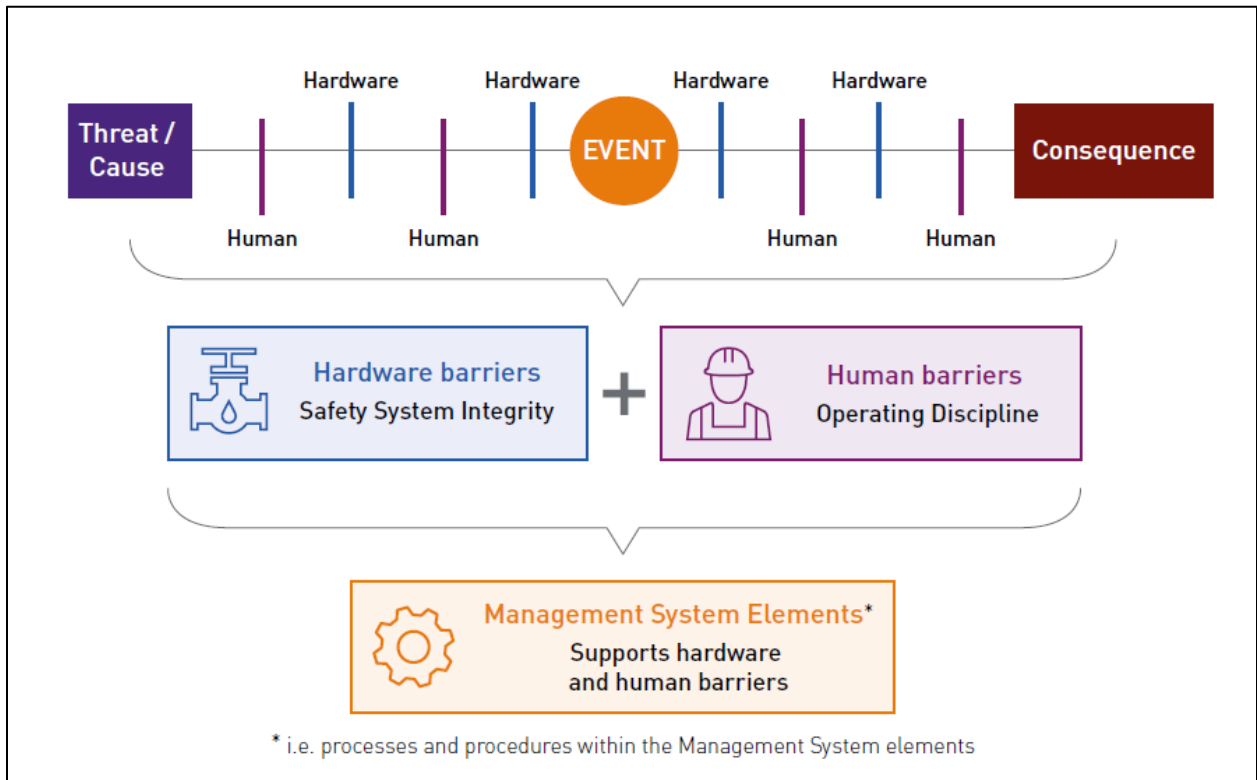 Hardware
Hardware
Hardware
Hardware
Threat /
Cause
EVENT
Consequence
Human
Human
Human
Human
Hardware barriers
Safety System Integrity
+
Human barriers
Operating Discipline
Management System Elements*
Supports hardware
and human barriers
* i.e. processes and procedures within the Management System elements